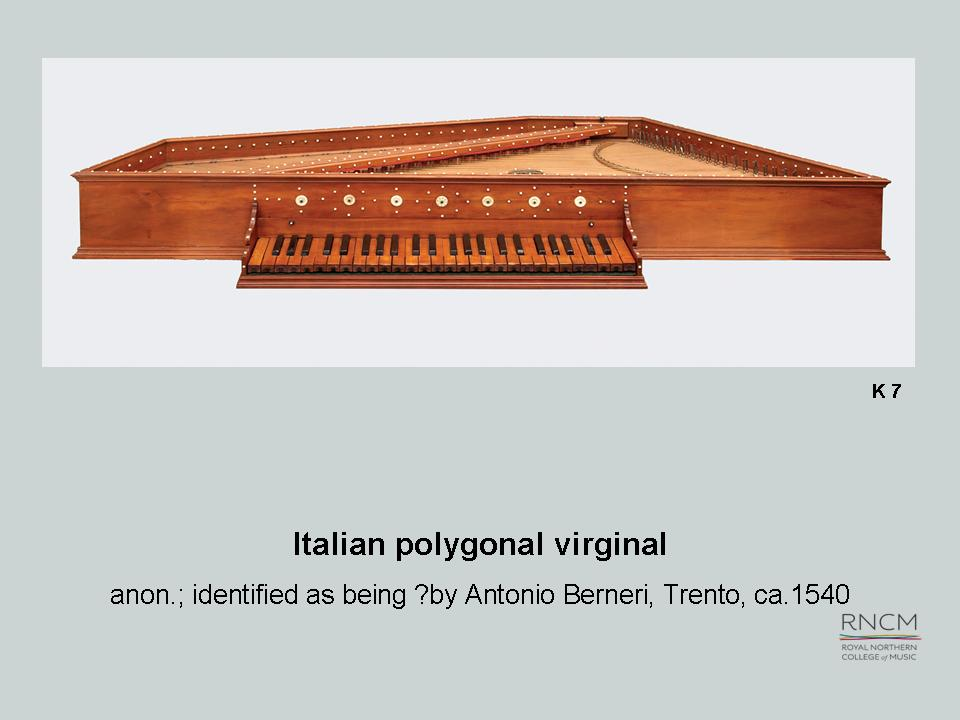 K 7
Italian polygonal virginal
anon.; identified as being ?by Antonio Berneri, Trento, ca.1540
RNCM
ROYAL NORTHERN
COLLEGE of MUSIC